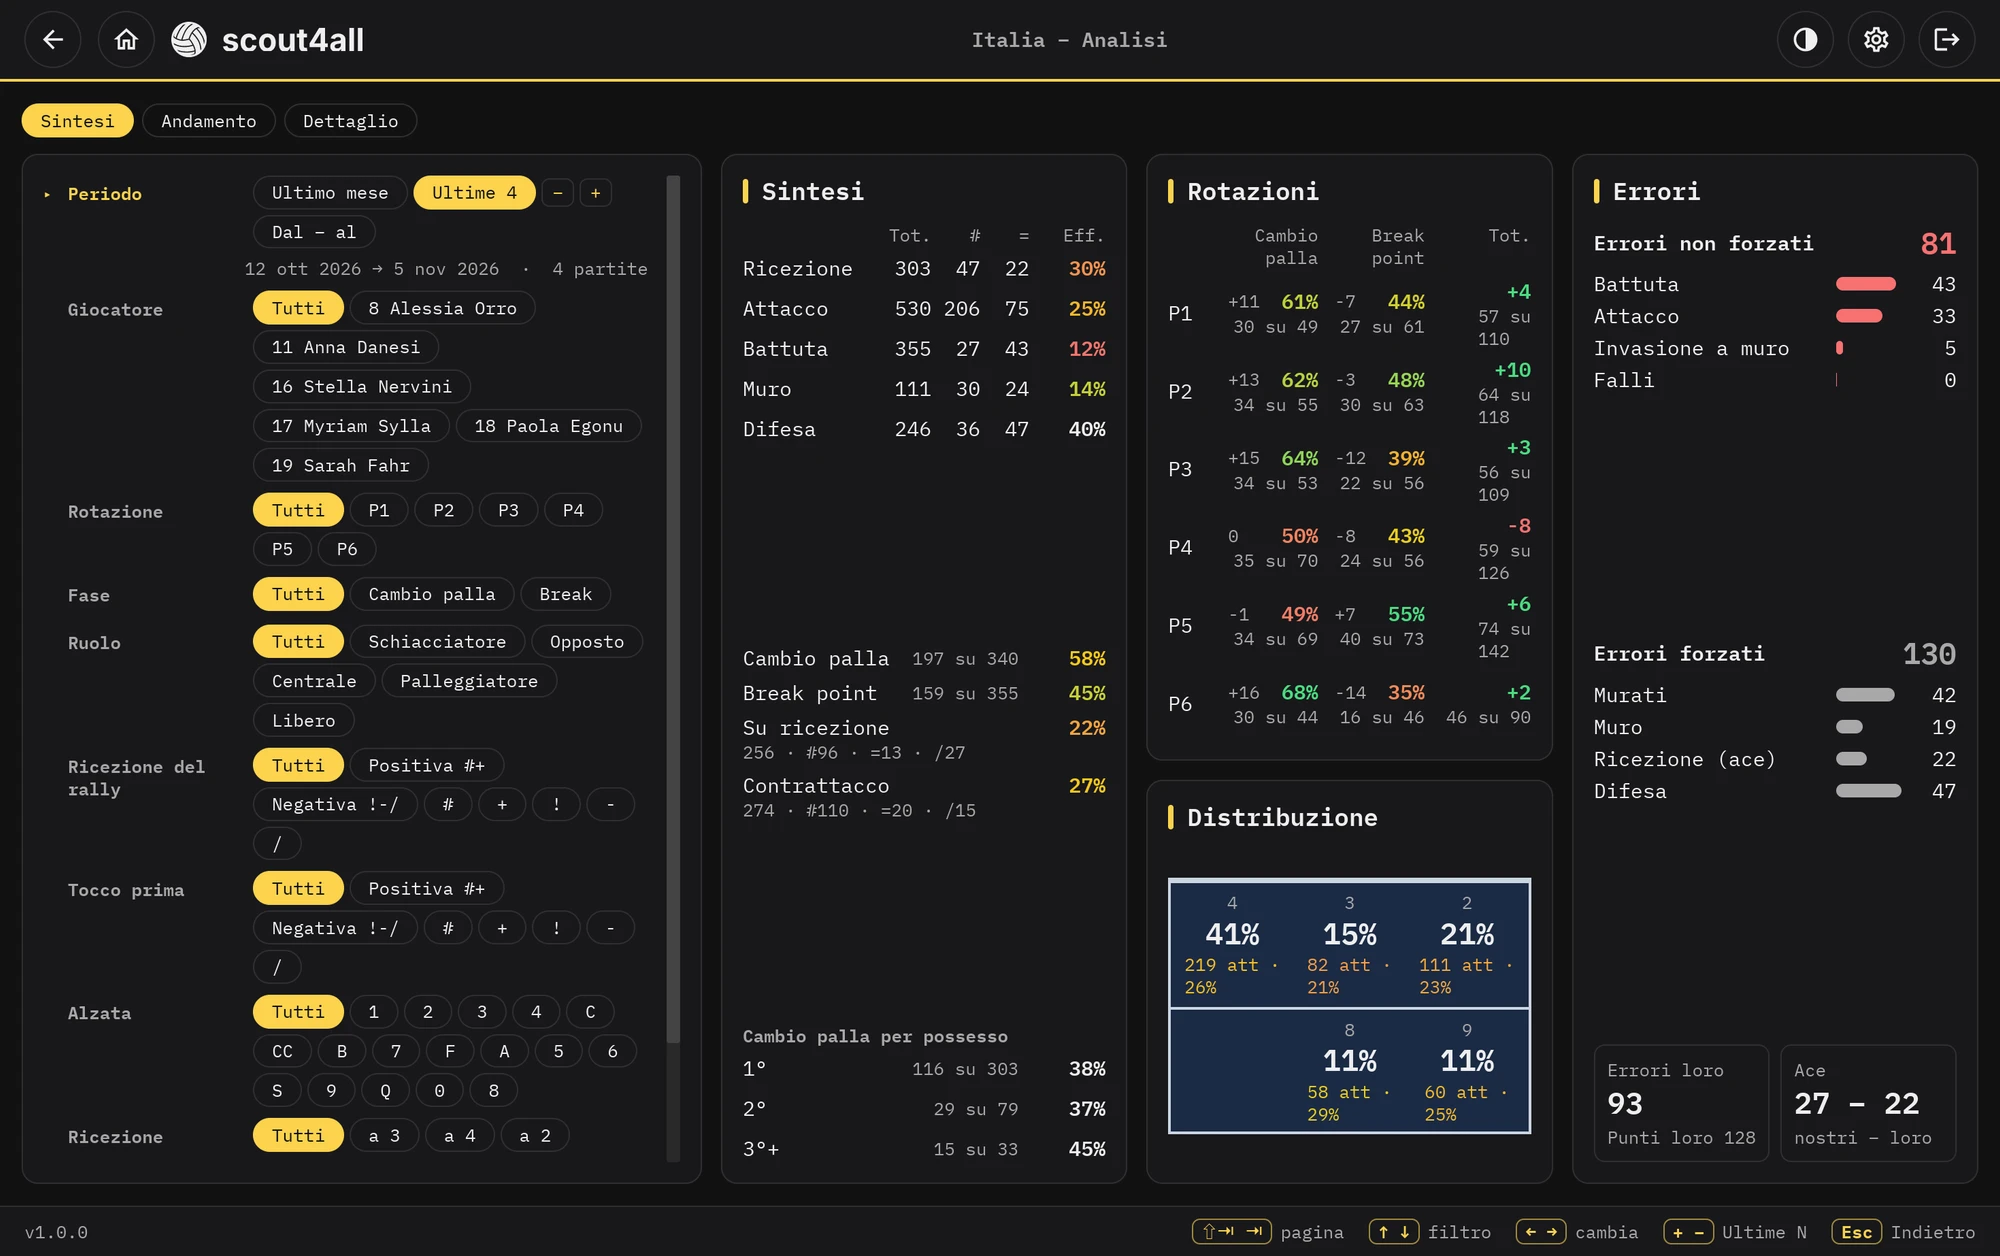 scout4all
Italia – Analisi
Sintesi Andamento Dettaglio
Periodo Ultimo mese Ultime 4 − +
Dal – al
12 ott 2026 → 5 nov 2026 · 4 partite
Giocatore Tutti 8 Alessia Orro
11 Anna Danesi
16 Stella Nervini
17 Myriam Sylla 18 Paola Egonu
19 Sarah Fahr
Rotazione Tutti P1 P2 P3 P4
P5 P6
Fase Tutti Cambio palla Break
Ruolo Tutti Schiacciatore Opposto
Centrale Palleggiatore
Libero
Ricezione del rally Tutti Positiva #+
Negativa !-/ # + ! -
/
Tocco prima Tutti Positiva #+
Negativa !-/ # + ! -
/
Alzata Tutti 1 2 3 4 C
CC B 7 F A 5 6
S 9 Q 0 8
Ricezione Tutti a 3 a 4 a 2
Sintesi
Tot. # = Eff.
Ricezione 303 47 22 30%
Attacco 530 206 75 25%
Battuta 355 27 43 12%
Muro 111 30 24 14%
Difesa 246 36 47 40%
Cambio palla 197 su 340 58%
Break point 159 su 355 45%
Su ricezione 22%
256 · #96 · =13 · /27
Contrattacco 27%
274 · #110 · =20 · /15
Cambio palla per possesso
1° 116 su 303 38%
2° 29 su 79 37%
3°+ 15 su 33 45%
Rotazioni
Cambio palla Break point Tot.
P1 +11 61% -7 44% +4
30 su 49 27 su 61 57 su 110
P2 +13 62% -3 48% +10
34 su 55 30 su 63 64 su 118
P3 +15 64% -12 39% +3
34 su 53 22 su 56 56 su 109
P4 0 50% -8 43% -8
35 su 70 24 su 56 59 su 126
P5 -1 49% +7 55% +6
34 su 69 40 su 73 74 su 142
P6 +16 68% -14 35% +2
30 su 44 16 su 46 46 su 90
Distribuzione
4 3 2
41% 15% 21%
219 att · 26% 82 att · 21% 111 att · 23%
8 9
11% 11%
58 att · 29% 60 att · 25%
Errori
Errori non forzati 81
Battuta 43
Attacco 33
Invasione a muro 5
Falli 0
Errori forzati 130
Murati 42
Muro 19
Ricezione (ace) 22
Difesa 47
Errori loro
93
Punti loro 128
Ace
27 – 22
nostri – loro
v1.0.0
⇧⇥ ⇥ pagina ↑ ↓ filtro ← → cambia + − Ultime N Esc Indietro